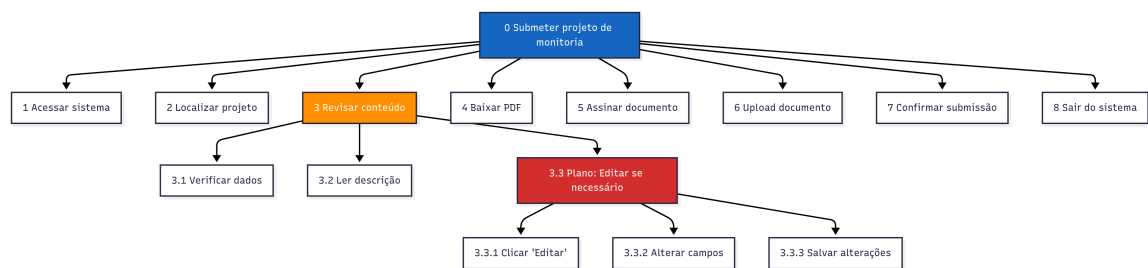 0 Submeter projeto de
monitoria
1 Acessar sistema
2 Localizar projeto
3 Revisar conteúdo
4 Baixar PDF
5 Assinar documento
6 Upload documento
7 Confirmar submissão
8 Sair do sistema
3.1 Verificar dados
3.2 Ler descrição
3.3 Plano: Editar se
necessário
3.3.1 Clicar 'Editar'
3.3.2 Alterar campos
3.3.3 Salvar alterações